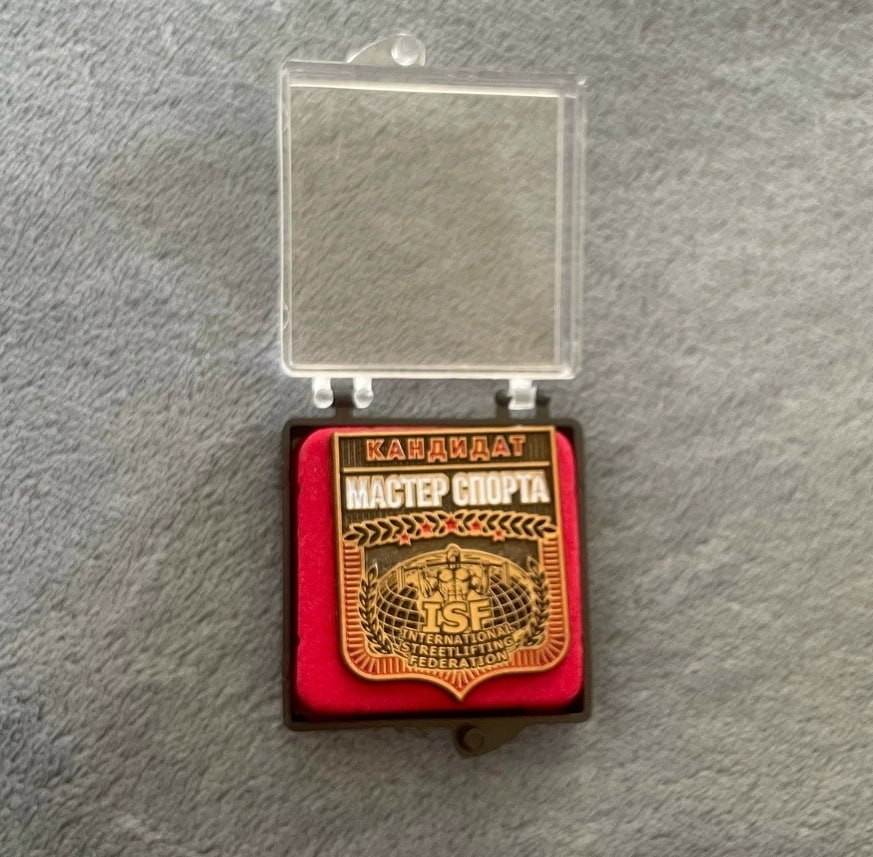 КАНДИДАТ
МАСТЕР СПОРТА
ISF
INTERNATIONAL
STREETLIFTING
FEDERATION